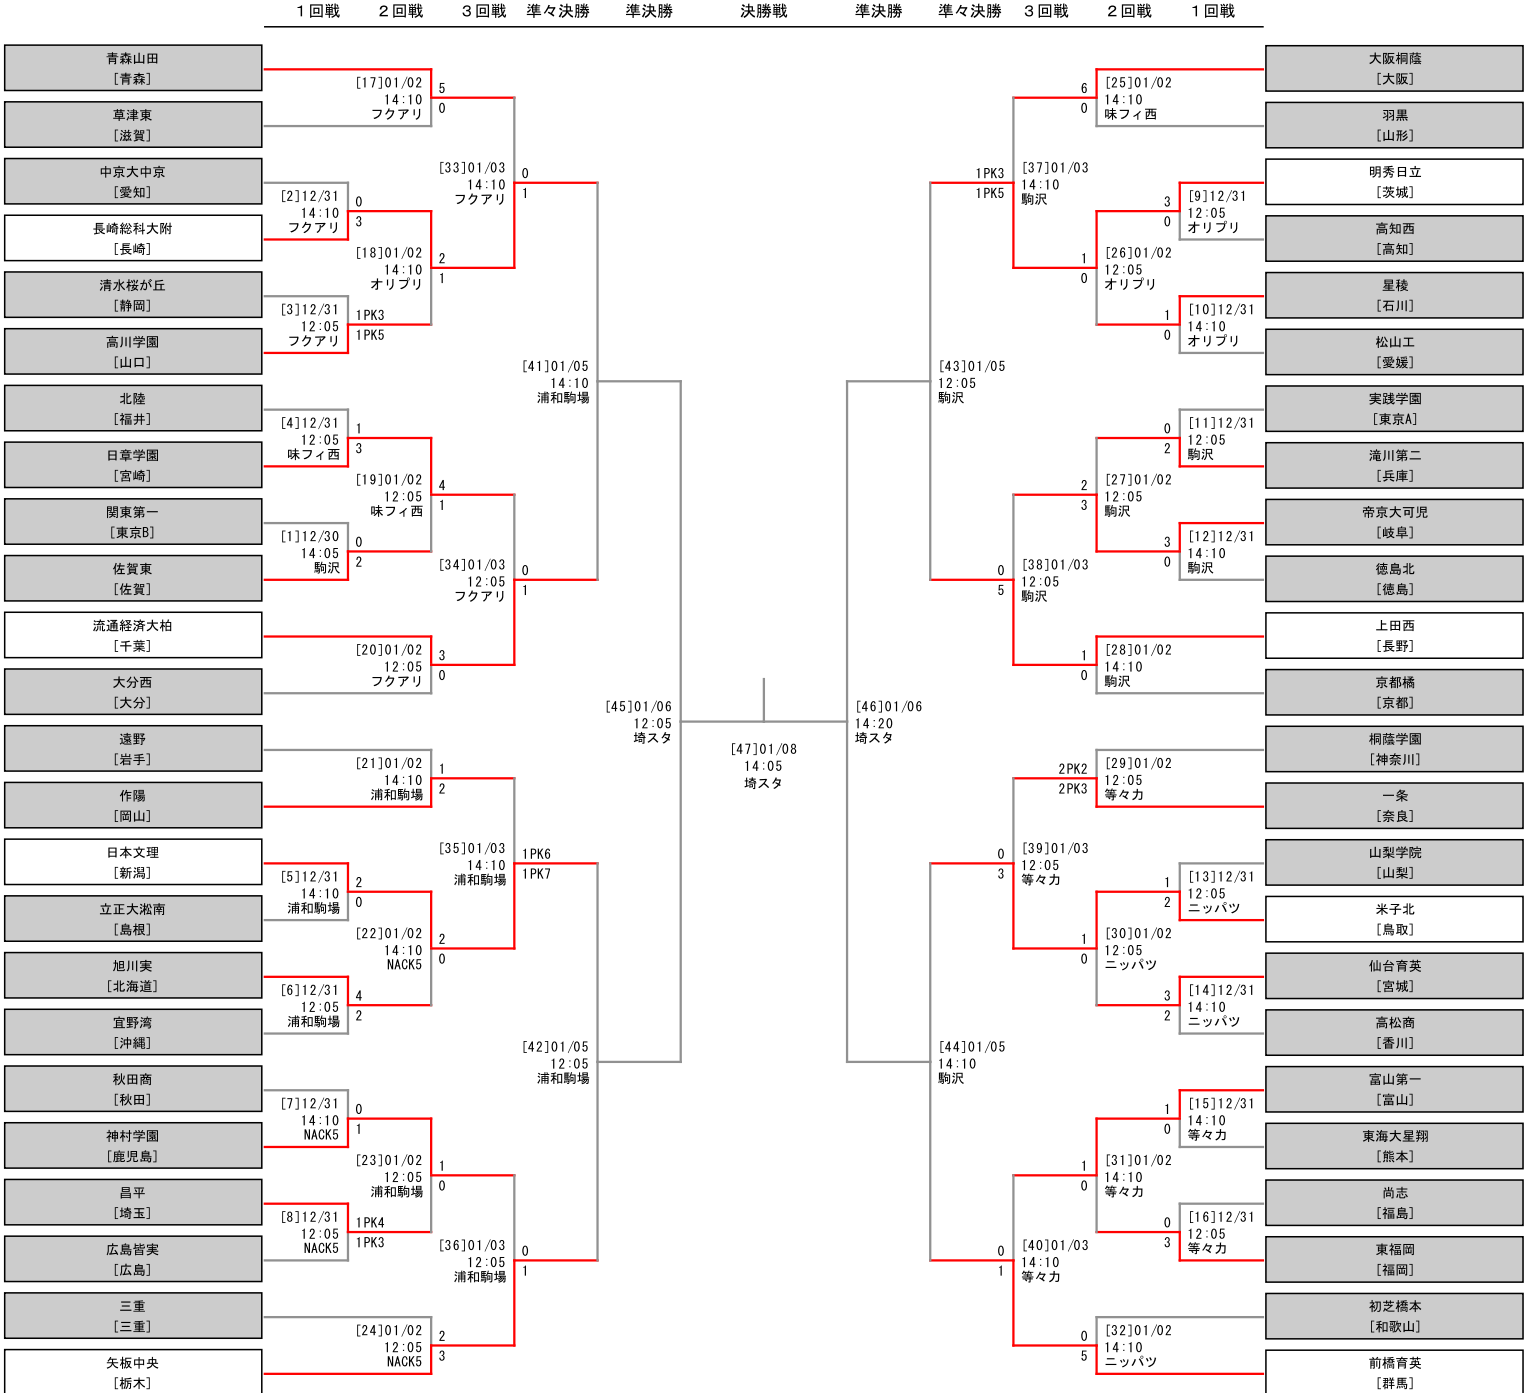 1回戦 2回戦 3回戦 準々決勝 準決勝 決勝戦 準決勝 準々決勝 3回戦 2回戦 1回戦
青森山田
[青森]
草津東
[滋賀]
中京大中京
[愛知]
長崎総科大附
[長崎]
清水桜が丘
[静岡]
高川学園
[山口]
北陸
[福井]
日章学園
[宮崎]
関東第一
[東京B]
佐賀東
[佐賀]
流通経済大柏
[千葉]
大分西
[大分]
遠野
[岩手]
作陽
[岡山]
日本文理
[新潟]
立正大淞南
[島根]
旭川実
[北海道]
宜野湾
[沖縄]
秋田商
[秋田]
神村学園
[鹿児島]
昌平
[埼玉]
広島皆実
[広島]
三重
[三重]
矢板中央
[栃木]
[2]12/31
14:10
フクアリ
0
3
[3]12/31
12:05
フクアリ
1PK3
1PK5
[4]12/31
12:05
味フィ西
1
3
[1]12/30
14:05
駒沢
0
2
[5]12/31
14:10
浦和駒場
2
0
[6]12/31
12:05
浦和駒場
4
2
[7]12/31
14:10
NACK5
0
1
[8]12/31
12:05
NACK5
1PK4
1PK3
[17]01/02
14:10
フクアリ
5
0
[18]01/02
14:10
オリプリ
2
1
[19]01/02
12:05
味フィ西
4
1
[20]01/02
12:05
フクアリ
3
0
[21]01/02
14:10
浦和駒場
1
2
[22]01/02
14:10
NACK5
2
0
[23]01/02
12:05
浦和駒場
1
0
[24]01/02
12:05
NACK5
2
3
[33]01/03
14:10
フクアリ
0
1
[34]01/03
12:05
フクアリ
0
1
[35]01/03
14:10
浦和駒場
1PK6
1PK7
[36]01/03
12:05
浦和駒場
0
1
[41]01/05
14:10
浦和駒場
[42]01/05
12:05
浦和駒場
[45]01/06
12:05
埼スタ
[47]01/08
14:05
埼スタ
[46]01/06
14:20
埼スタ
[43]01/05
12:05
駒沢
[44]01/05
14:10
駒沢
1PK3
1PK5
[37]01/03
14:10
駒沢
0
5
[38]01/03
12:05
駒沢
0
3
[39]01/03
12:05
等々力
0
1
[40]01/03
14:10
等々力
6
0
[25]01/02
14:10
味フィ西
1
0
[26]01/02
12:05
オリプリ
2
3
[27]01/02
12:05
駒沢
1
0
[28]01/02
14:10
駒沢
2PK2
2PK3
[29]01/02
12:05
等々力
1
0
[30]01/02
12:05
ニッパツ
1
0
[31]01/02
14:10
等々力
0
5
[32]01/02
14:10
ニッパツ
3
0
[9]12/31
12:05
オリプリ
1
0
[10]12/31
14:10
オリプリ
0
2
[11]12/31
12:05
駒沢
3
0
[12]12/31
14:10
駒沢
1
2
[13]12/31
12:05
ニッパツ
3
2
[14]12/31
14:10
ニッパツ
1
0
[15]12/31
14:10
等々力
0
3
[16]12/31
12:05
等々力
大阪桐蔭
[大阪]
羽黒
[山形]
明秀日立
[茨城]
高知西
[高知]
星稜
[石川]
松山工
[愛媛]
実践学園
[東京A]
滝川第二
[兵庫]
帝京大可児
[岐阜]
徳島北
[徳島]
上田西
[長野]
京都橘
[京都]
桐蔭学園
[神奈川]
一条
[奈良]
山梨学院
[山梨]
米子北
[鳥取]
仙台育英
[宮城]
高松商
[香川]
富山第一
[富山]
東海大星翔
[熊本]
尚志
[福島]
東福岡
[福岡]
初芝橋本
[和歌山]
前橋育英
[群馬]